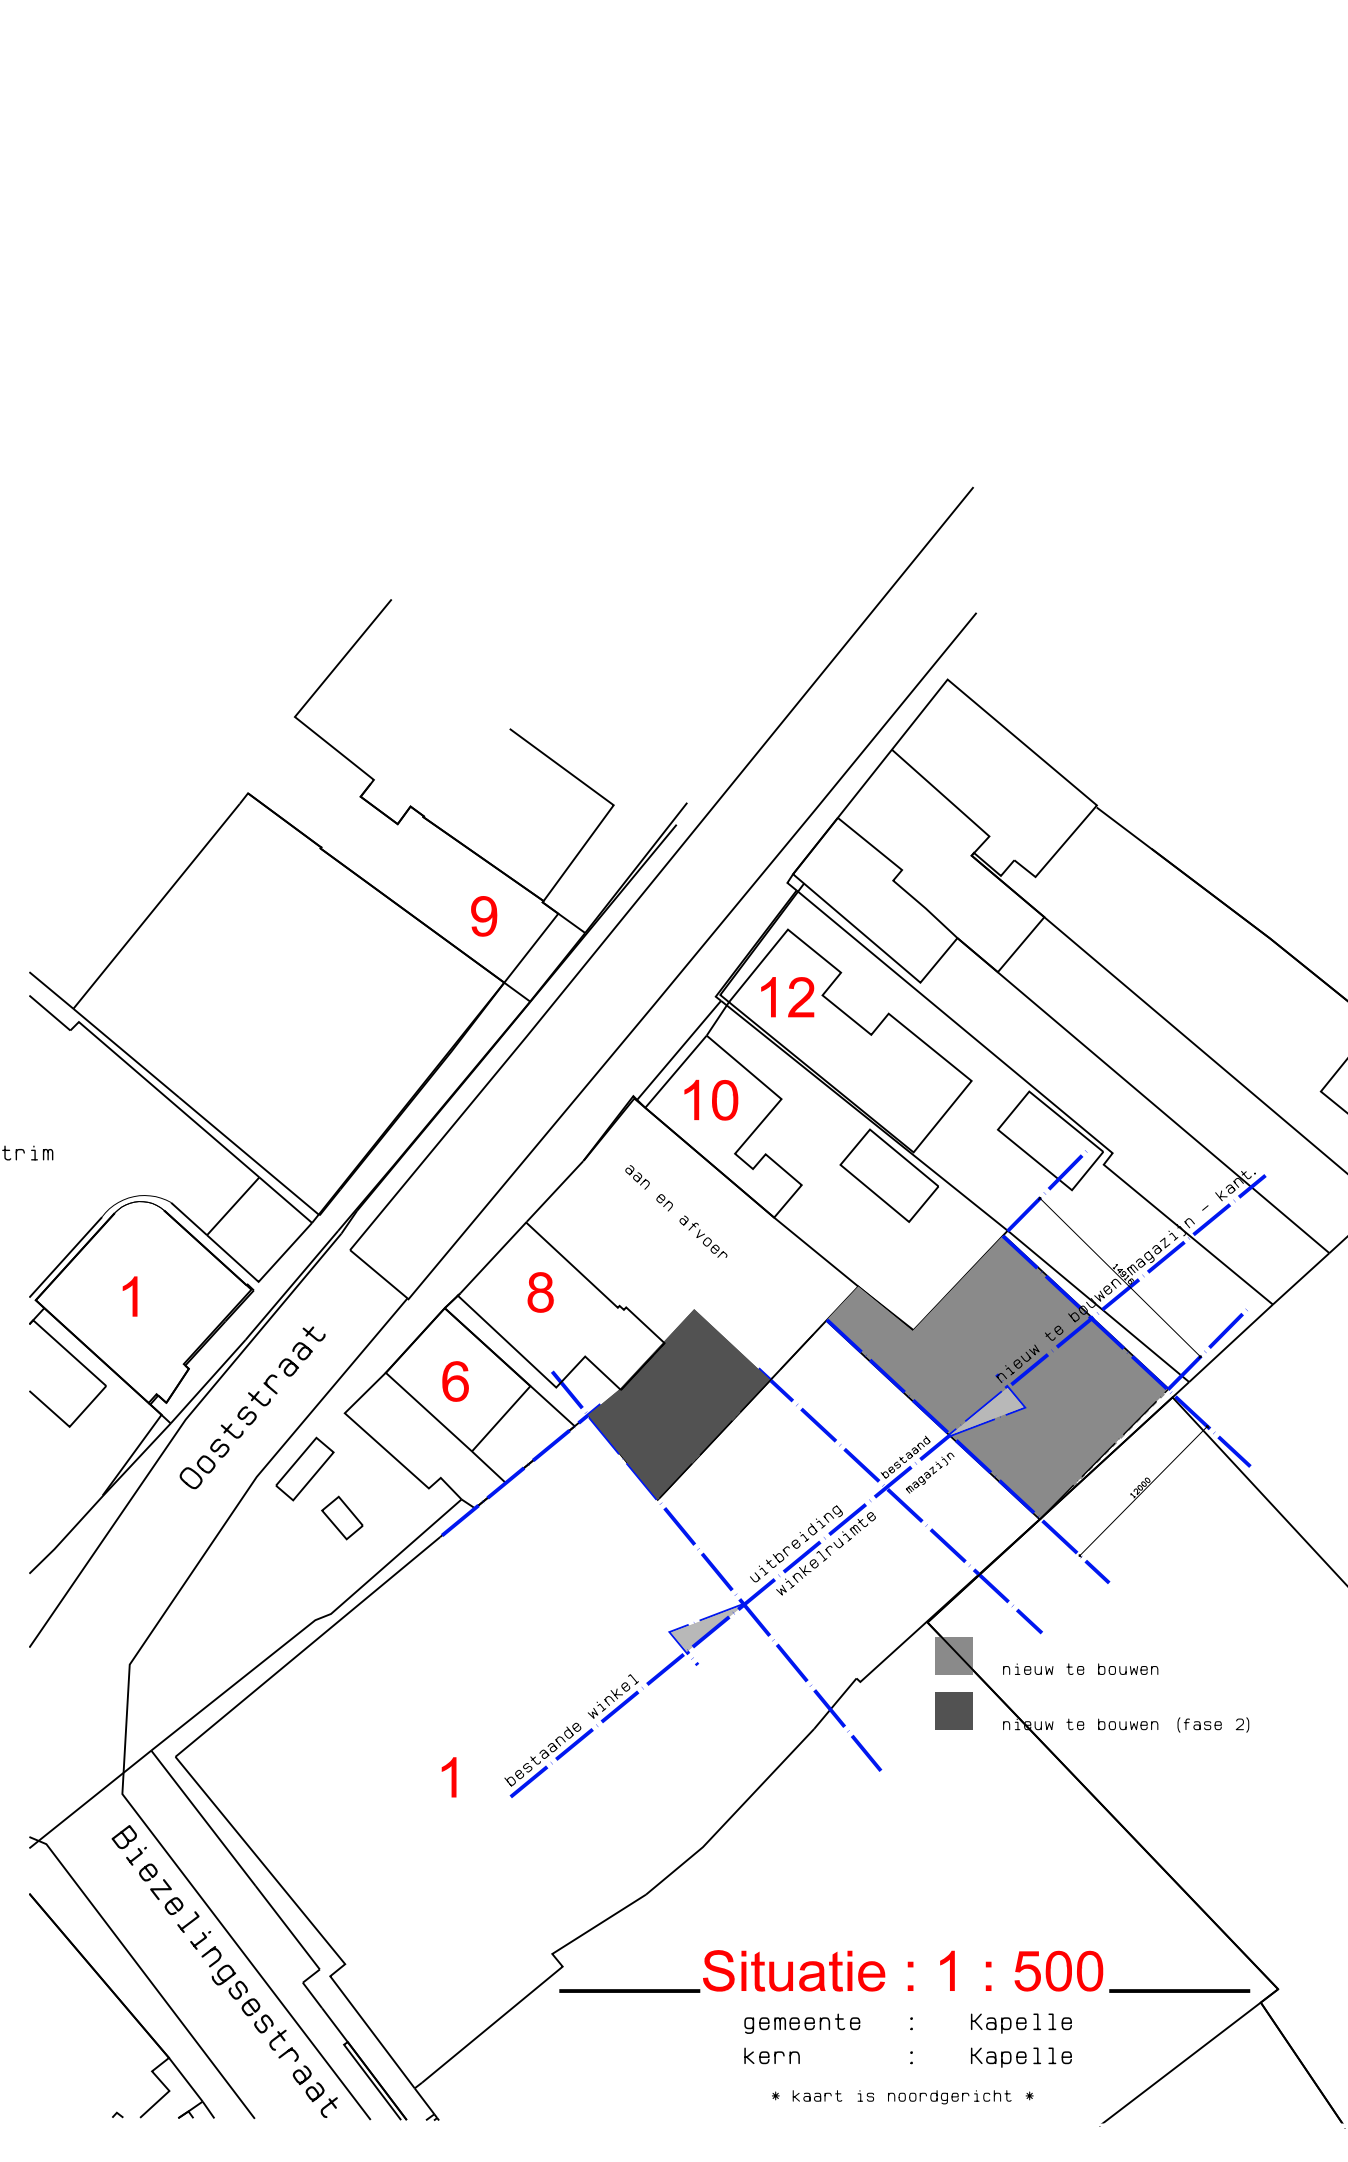 9
12
10
trim
aan en afvoer
nieuw te bouwen magazijn - kant.
1
8
6
Ooststraat
bestaand
magazijn
12000
uitbreiding
winkelruimte
nieuw te bouwen
nieuw te bouwen (fase 2)
bestaande winkel
1
Biezelingsestraat
Situatie : 1 : 500
gemeente : Kapelle
kern : Kapelle
* kaart is noordgericht *